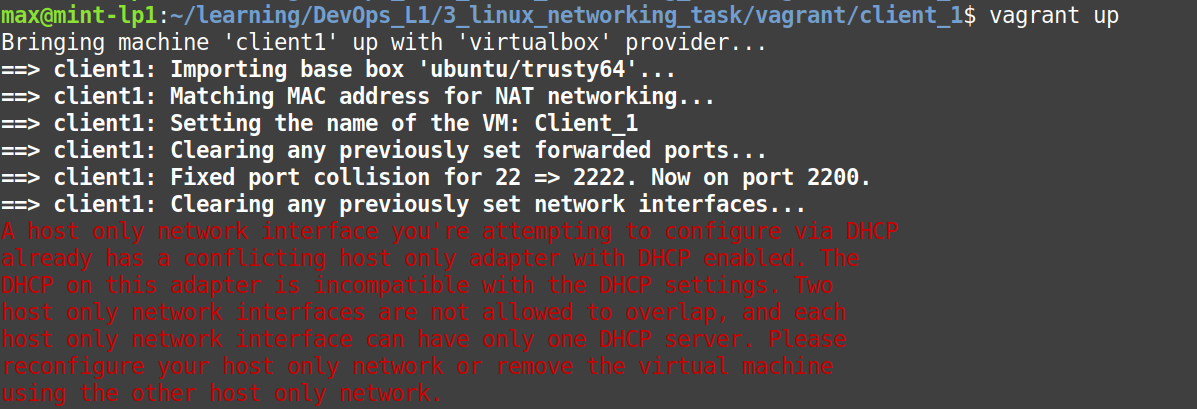 max@mint-lp1:~/learning/DevOps_L1/3_linux_networking_task/vagrant/client_1$ vagrant up
Bringing machine 'client1' up with 'virtualbox' provider...
==> client1: Importing base box 'ubuntu/trusty64'...
==> client1: Matching MAC address for NAT networking...
==> client1: Setting the name of the VM: Client_1
==> client1: Clearing any previously set forwarded ports...
==> client1: Fixed port collision for 22 => 2222. Now on port 2200.
==> client1: Clearing any previously set network interfaces...
A host only network interface you're attempting to configure via DHCP
already has a conflicting host only adapter with DHCP enabled. The
DHCP on this adapter is incompatible with the DHCP settings. Two
host only network interfaces are not allowed to overlap, and each
host only network interface can have only one DHCP server. Please
reconfigure your host only network or remove the virtual machine
using the other host only network.